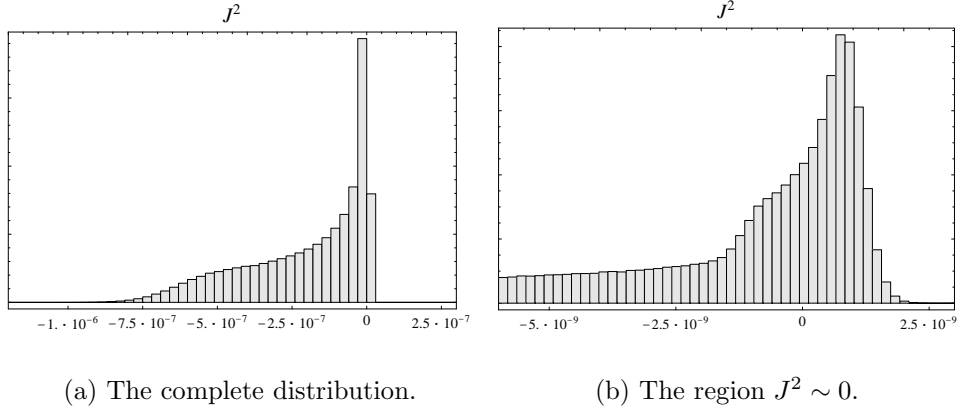 J²
J²
−1. · 10⁻⁶ −7.5 · 10⁻⁷ −5. · 10⁻⁷ −2.5 · 10⁻⁷ 0 2.5 · 10⁻⁷
−5. · 10⁻⁹ −2.5 · 10⁻⁹ 0 2.5 · 10⁻⁹
(a) The complete distribution.
(b) The region J² ∼ 0.